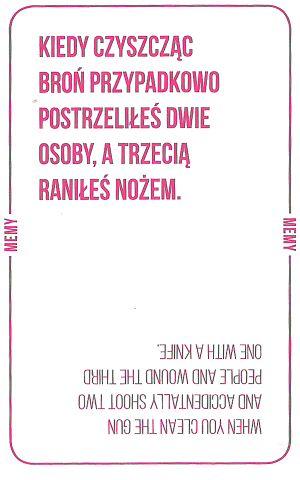 KIEDY CZYSZCZĄC
BROŃ PRZYPADKOWO
POSTRZELIŁEŚ DWIE
OSOBY, A TRZECIĄ
RANIŁEŚ NOŻEM.
MEMY
MEMY
WHEN YOU CLEAN THE GUN
AND ACCIDENTALLY SHOOT TWO
PEOPLE AND WOUND THE THIRD
ONE WITH A KNIFE.